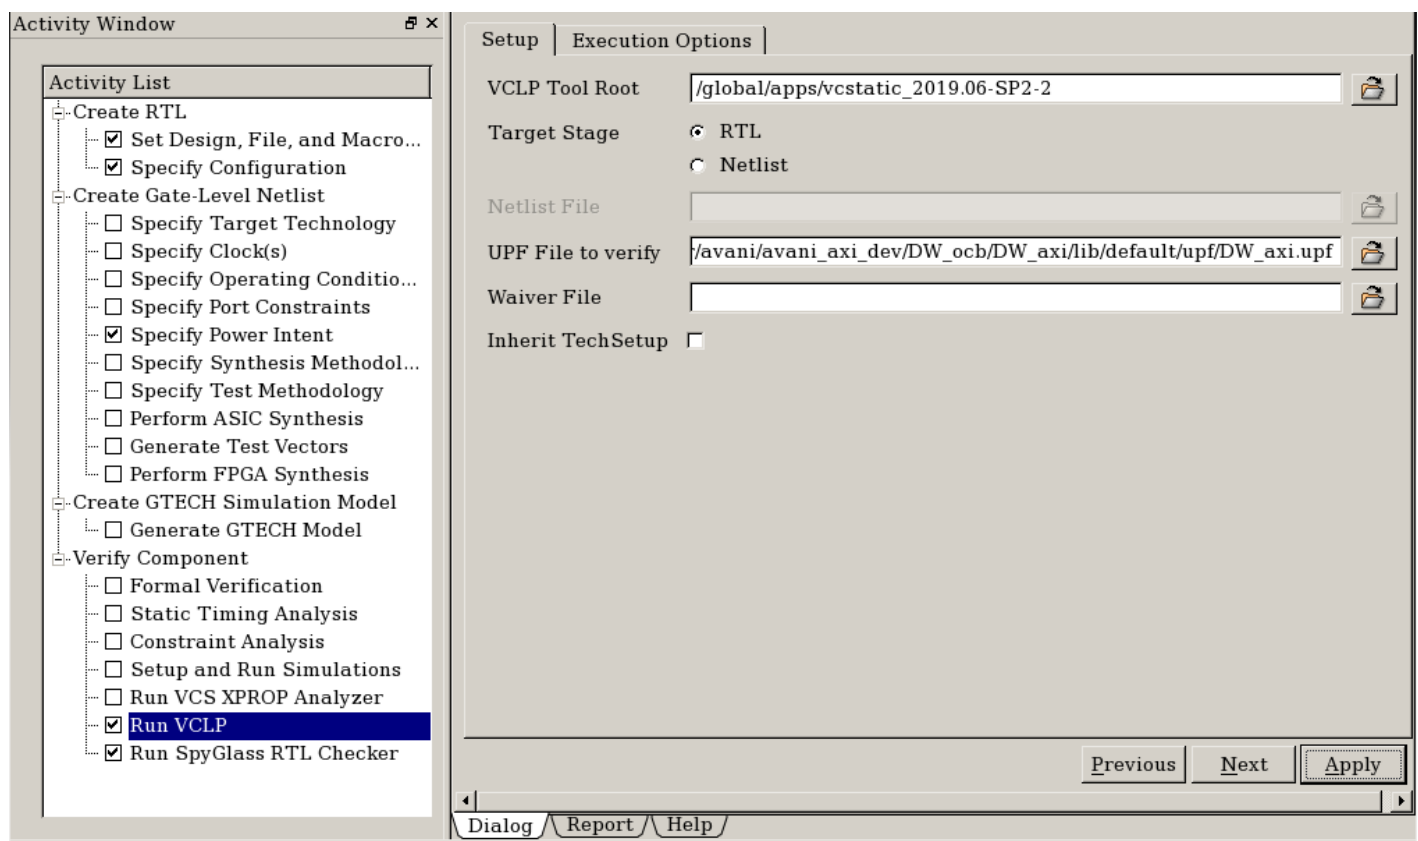 Activity Window
Activity List
Create RTL
Set Design, File, and Macro...
Specify Configuration
Create Gate-Level Netlist
Specify Target Technology
Specify Clock(s)
Specify Operating Conditio...
Specify Port Constraints
Specify Power Intent
Specify Synthesis Methodol...
Specify Test Methodology
Perform ASIC Synthesis
Generate Test Vectors
Perform FPGA Synthesis
Create GTECH Simulation Model
Generate GTECH Model
Verify Component
Formal Verification
Static Timing Analysis
Constraint Analysis
Setup and Run Simulations
Run VCS XPROP Analyzer
Run VCLP
Run SpyGlass RTL Checker
Setup
Execution Options
VCLP Tool Root
/global/apps/vcstatic_2019.06-SP2-2
Target Stage
RTL
Netlist
Netlist File
UPF File to verify
/avani/avani_axi_dev/DW_ocb/DW_axi/lib/default/upf/DW_axi.upf
Waiver File
Inherit TechSetup
Previous
Next
Apply
Dialog
Report
Help